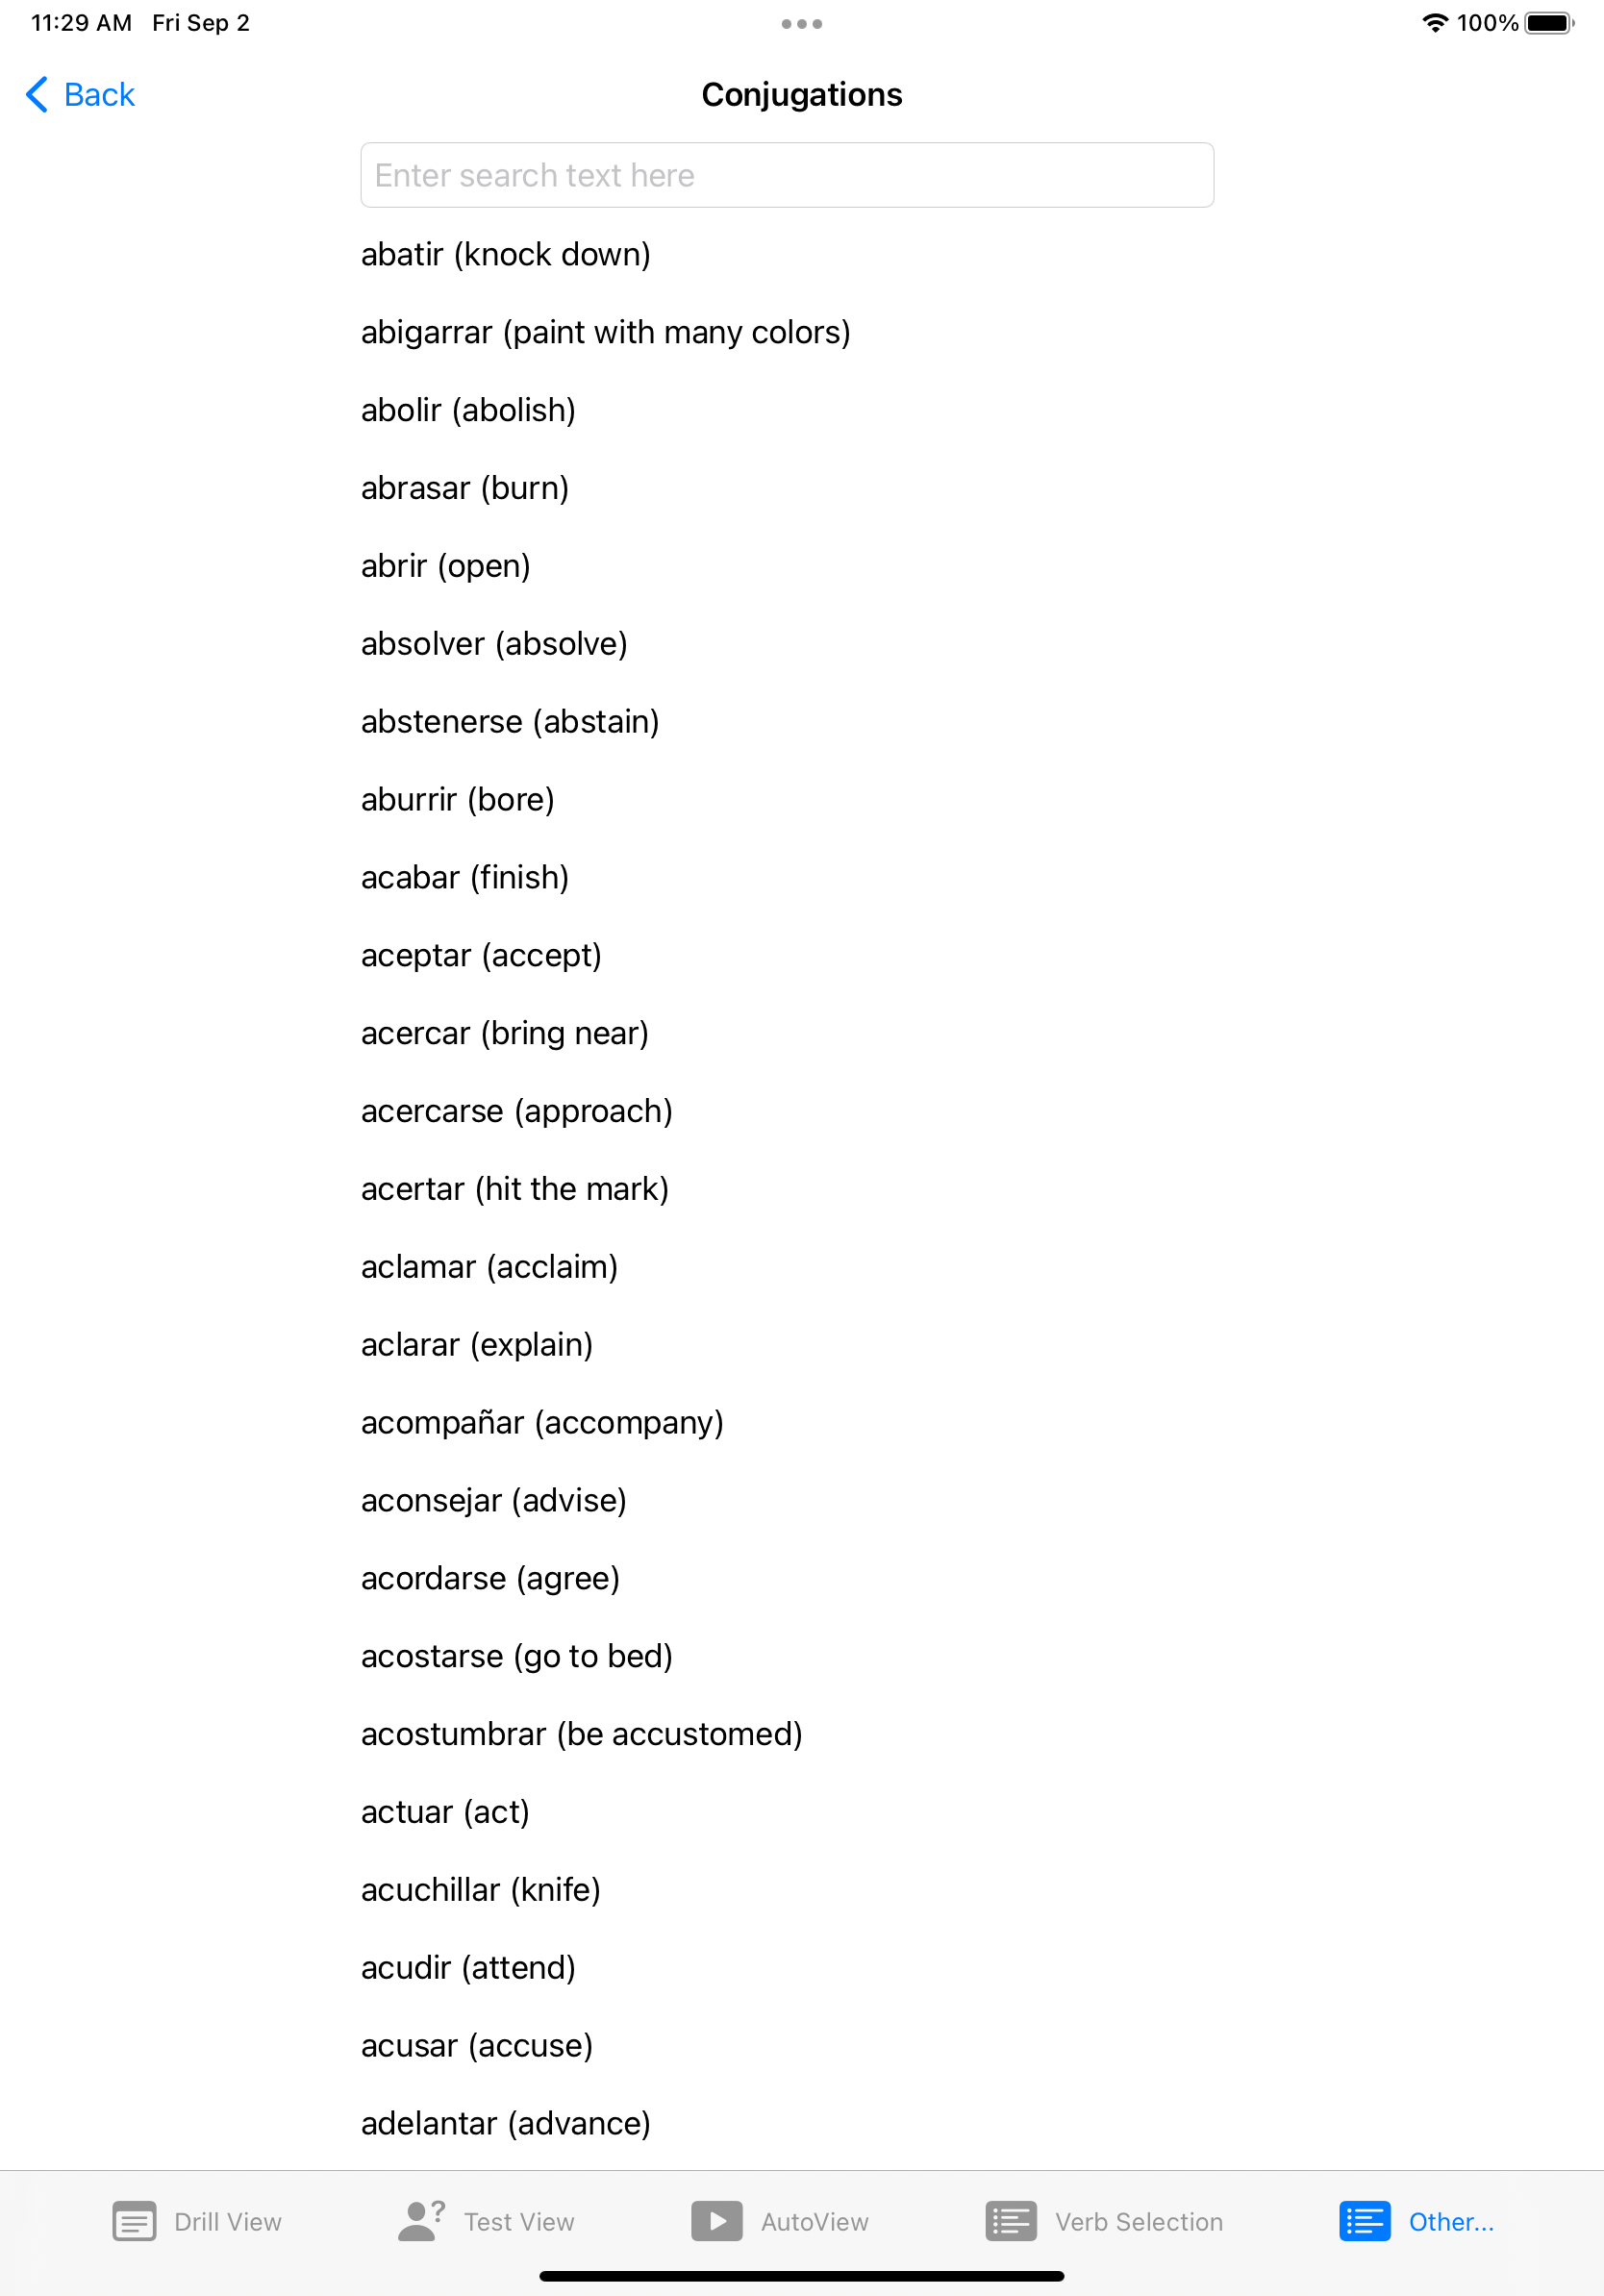 11:29 AM Fri Sep 2
100%
Back
Conjugations
Enter search text here
abatir (knock down)
abigarrar (paint with many colors)
abolir (abolish)
abrasar (burn)
abrir (open)
absolver (absolve)
abstenerse (abstain)
aburrir (bore)
acabar (finish)
aceptar (accept)
acercar (bring near)
acercarse (approach)
acertar (hit the mark)
aclamar (acclaim)
aclarar (explain)
acompañar (accompany)
aconsejar (advise)
acordarse (agree)
acostarse (go to bed)
acostumbrar (be accustomed)
actuar (act)
acuchillar (knife)
acudir (attend)
acusar (accuse)
adelantar (advance)
Drill View
Test View
AutoView
Verb Selection
Other...